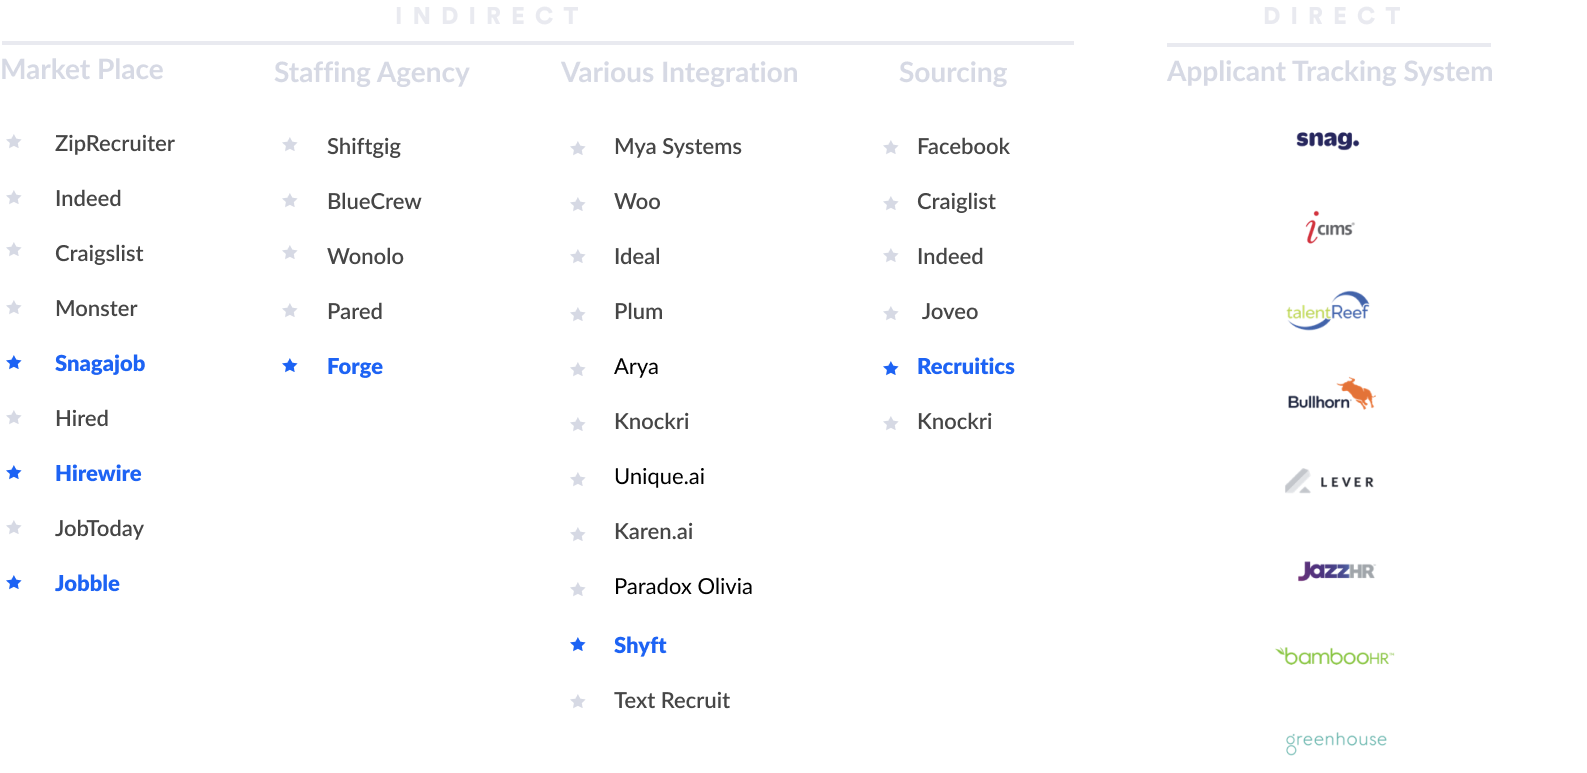 INDIRECT
Market Place
ZipRecruiter
Indeed
Craigslist
Monster
Snagajob
Hired
Hirewire
JobToday
Jobble
Staffing Agency
Shiftgig
BlueCrew
Wonolo
Pared
Forge
Various Integration
Mya Systems
Woo
Ideal
Plum
Arya
Knockri
Unique.ai
Karen.ai
Paradox Olivia
Shyft
Text Recruit
Sourcing
Facebook
Craiglist
Indeed
Joveo
Recruitics
Knockri
DIRECT
Applicant Tracking System
snag.
iCIMS®
talentReef
Bullhorn
LEVER
JazzHR
bambooHR™
greenhouse